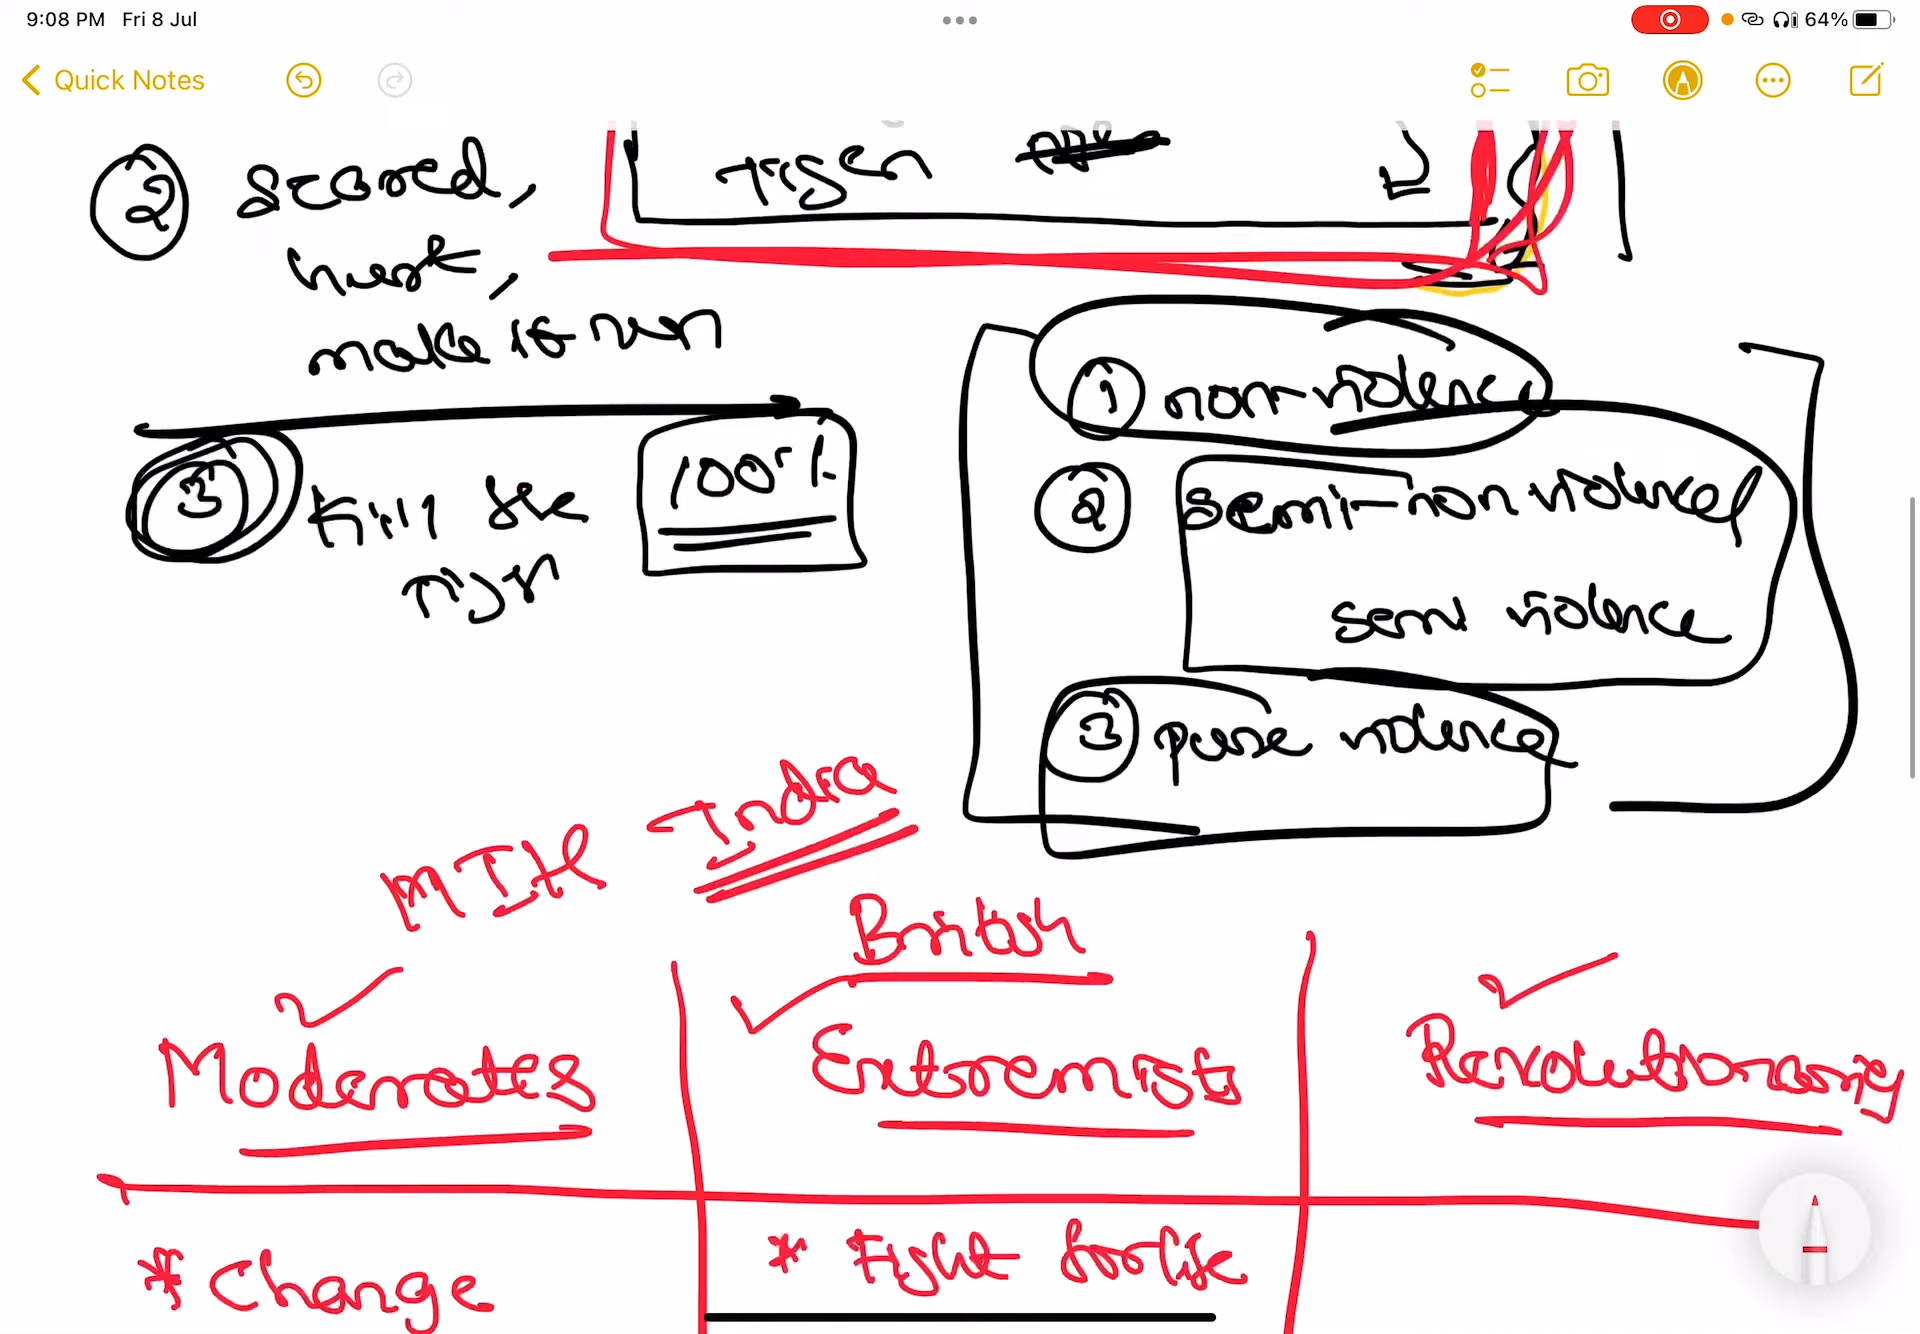 9:08 PM Fri 8 Jul
64%
Quick Notes
② scared,
hurt,
make it run
tiger
③ Kill the
tiger
100%
① non-violence
② semi-non violence/
semi violence
③ pure violence
MIH India
British
Moderates
Extremists
Revolutionary
* Change
* Fight for life